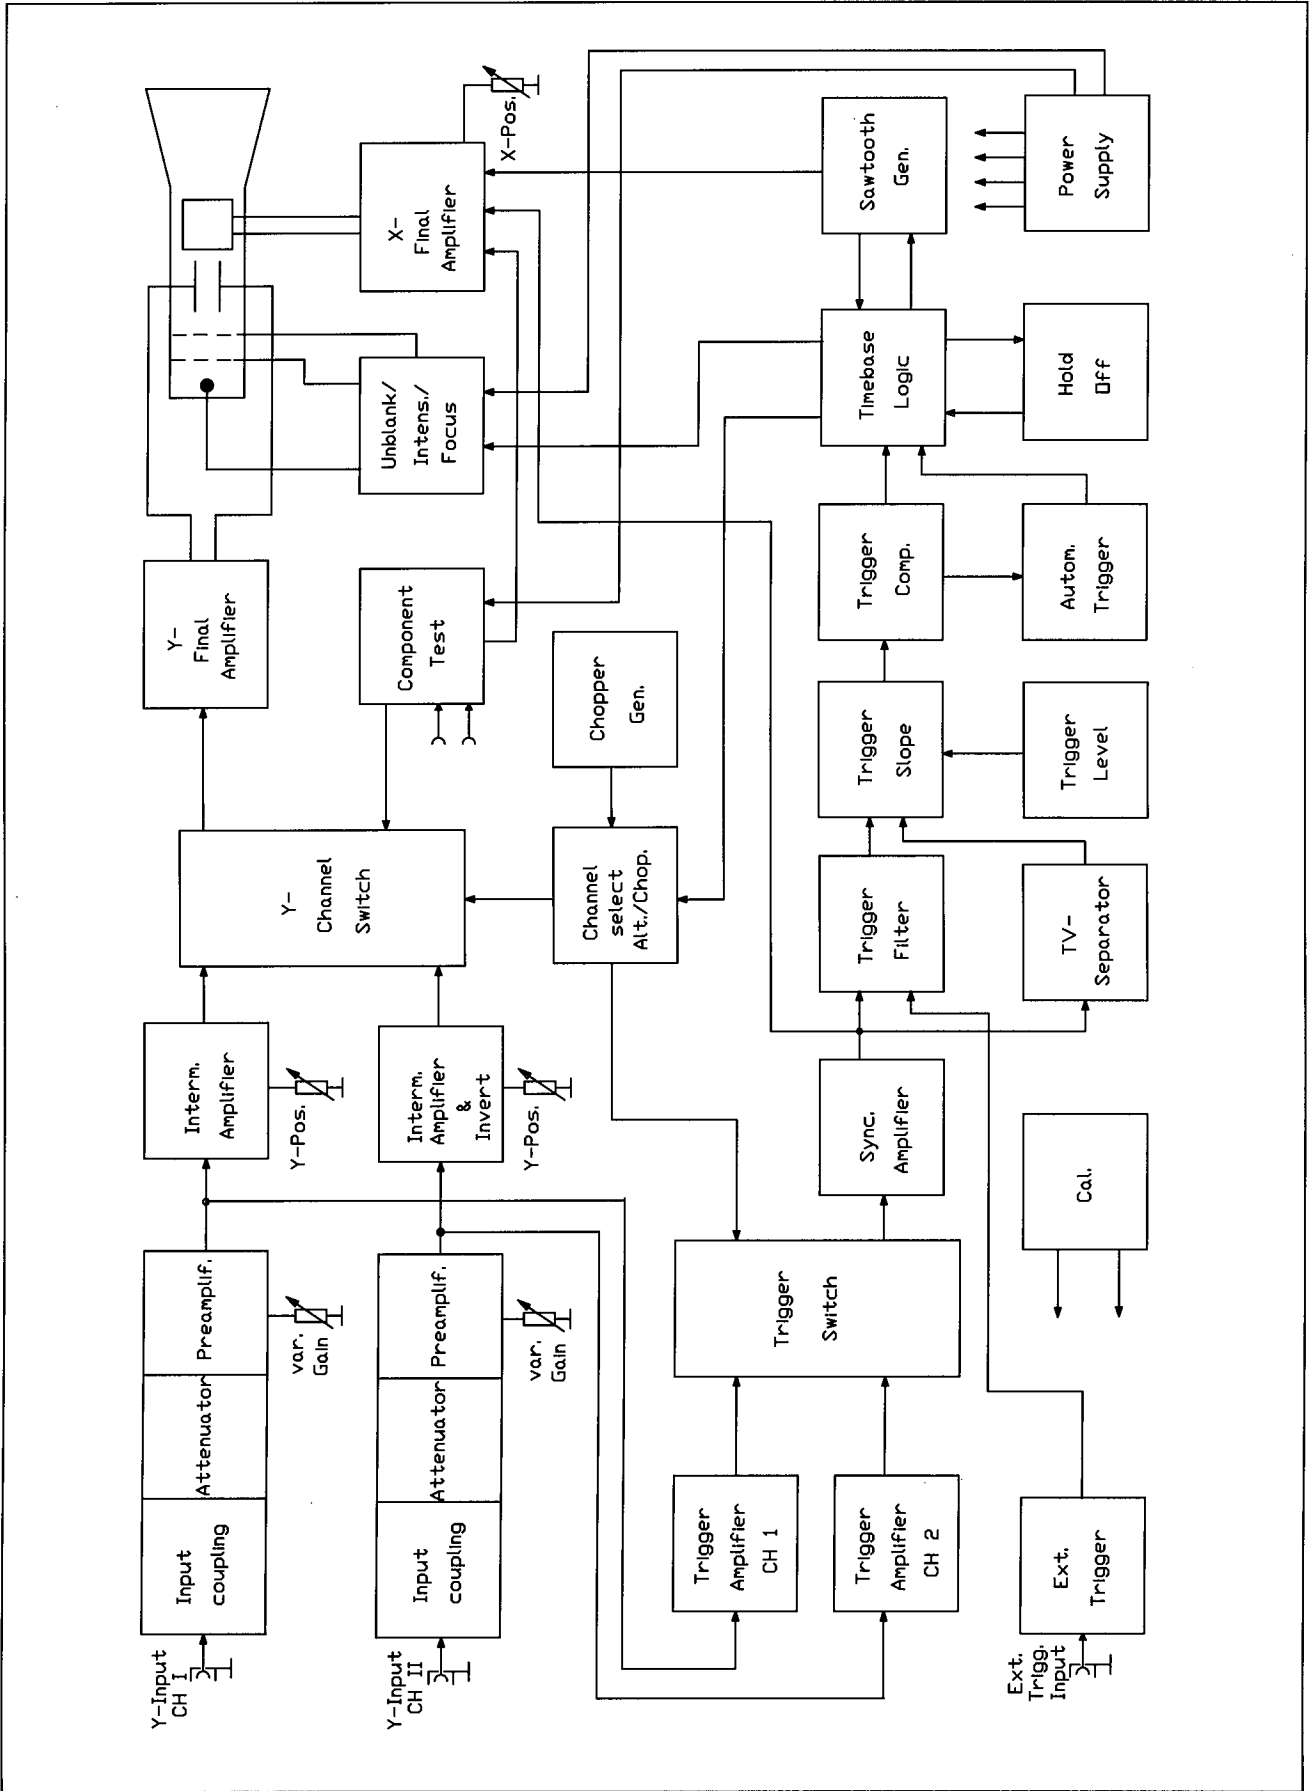 Y-Input
CH I
Input
coupling
Attenuator
Preamplif.
var.
Gain
Interm.
Amplifier
Y-Pos.
Y-
Channel
Switch
Y-
Final
Amplifier
Y-Input
CH II
Input
coupling
Attenuator
Preamplif.
var.
Gain
Interm.
Amplifier
&
Invert
Y-Pos.
Component
Test
Unblank/
Intens./
Focus
X-
Final
Amplifier
X-Pos.
Channel
select
Alt./Chop.
Chopper
Gen.
Trigger
Amplifier
CH 1
Trigger
Amplifier
CH 2
Trigger
Switch
Sync.
Amplifier
Trigger
Filter
Trigger
Slope
Trigger
Comp.
Timebase
Logic
Sawtooth
Gen.
Ext.
Trigg.
Input
Ext.
Trigger
Cal.
TV-
Separator
Trigger
Level
Autom.
Trigger
Hold
Off
Power
Supply